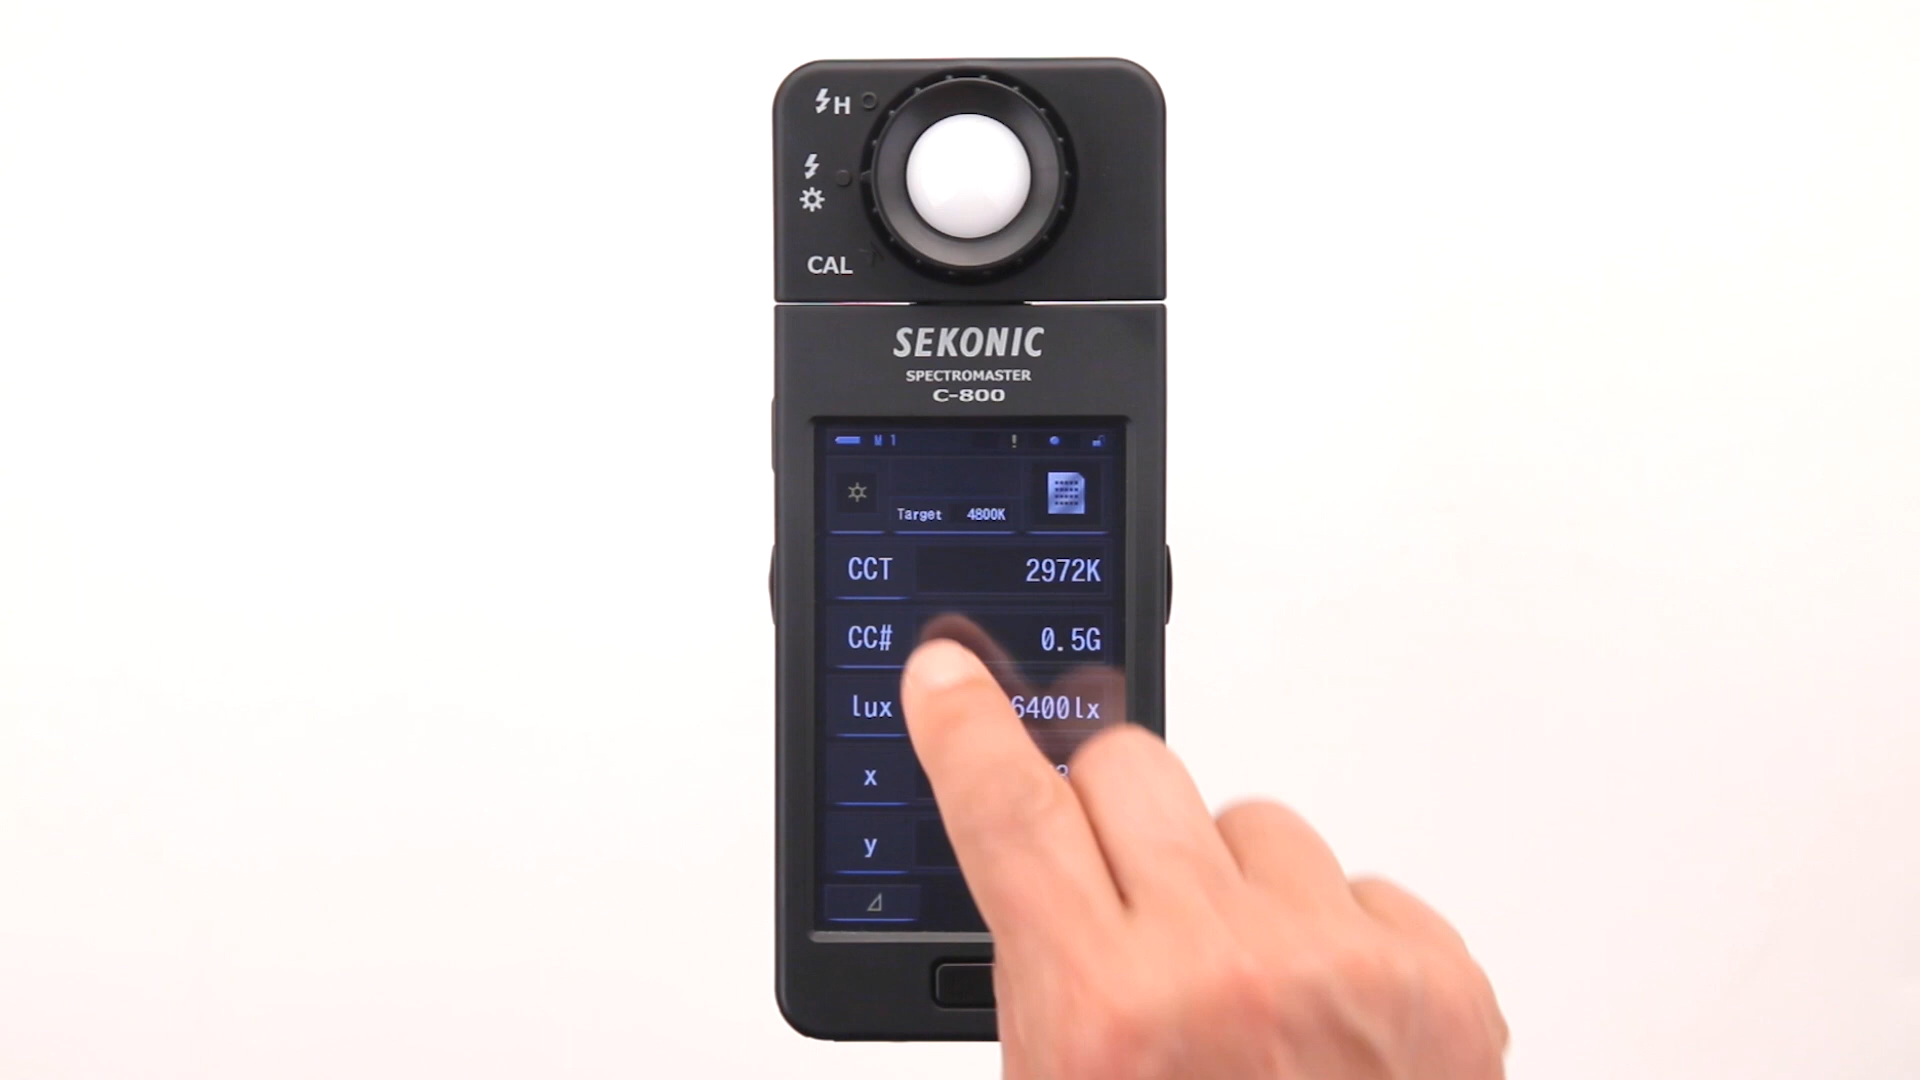 H
CAL
SEKONIC
SPECTROMASTER
C-800
M 1 !
Target 4800K
CCT 2972K
CC# 0.5G
lux 6400lx
x
y